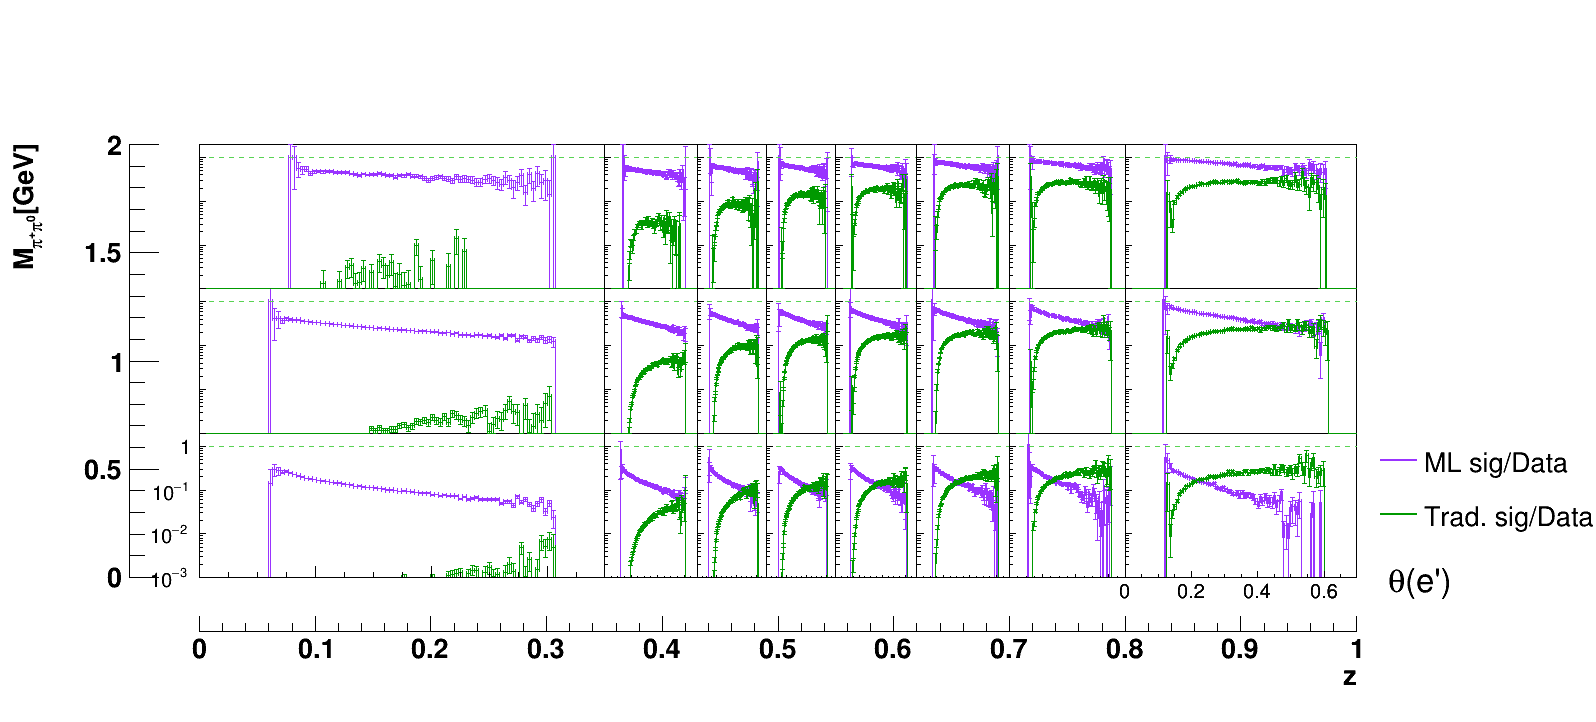 M π⁺π⁰ [GeV]
2
1.5
1
0.5
0
1
10⁻¹
10⁻²
10⁻³
ML sig/Data
Trad. sig/Data
0 0.2 0.4 0.6
θ(e')
0 0.1 0.2 0.3 0.4 0.5 0.6 0.7 0.8 0.9 1
z